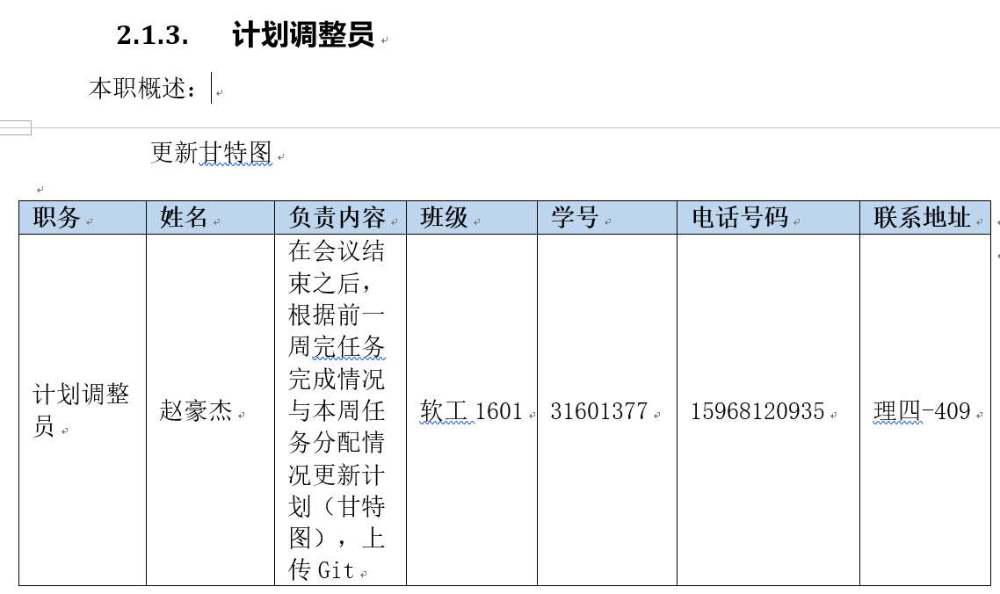 2.1.3. 计划调整员
本职概述：
更新甘特图
职务 姓名 负责内容 班级 学号 电话号码 联系地址
在会议结
束之后，
根据前一
周完任务
完成情况
与本周任
务分配情
况更新计
划（甘特
图），上
传 Git
计划调整
员
赵豪杰
软工 1601
31601377
15968120935
理四-409